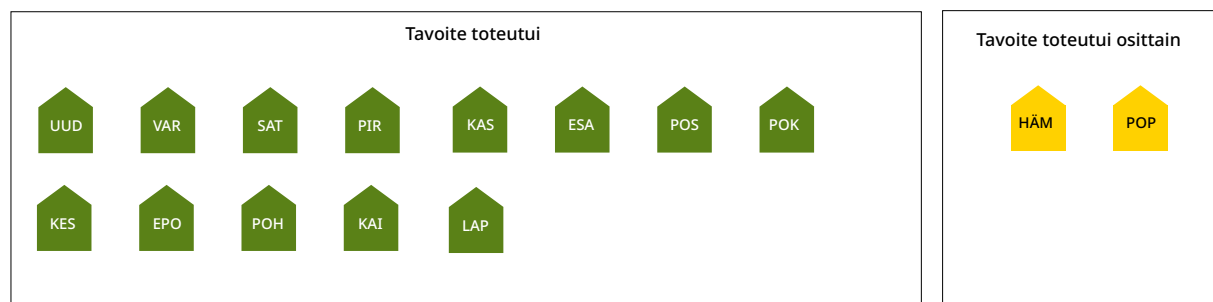 Tavoite toteutui
UUD VAR SAT PIR KAS ESA POS POK
KES EPO POH KAI LAP
Tavoite toteutui osittain
HÄM POP